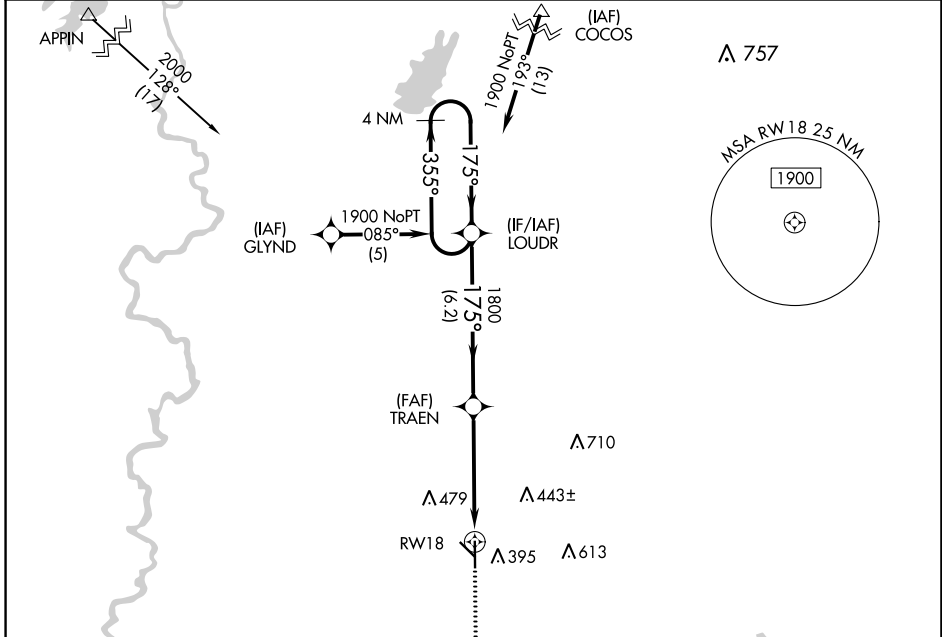 APPIN
2000
128°
(17)
(IAF)
COCOS
1900 NoPT
193°
(13)
757
4 NM
355°
175°
MSA RW18 25 NM
1900
(IAF)
GLYND
1900 NoPT
085°
(5)
(IF/IAF)
LOUDR
1800
175°
(6.2)
(FAF)
TRAEN
710
479
443±
RW18
395
613